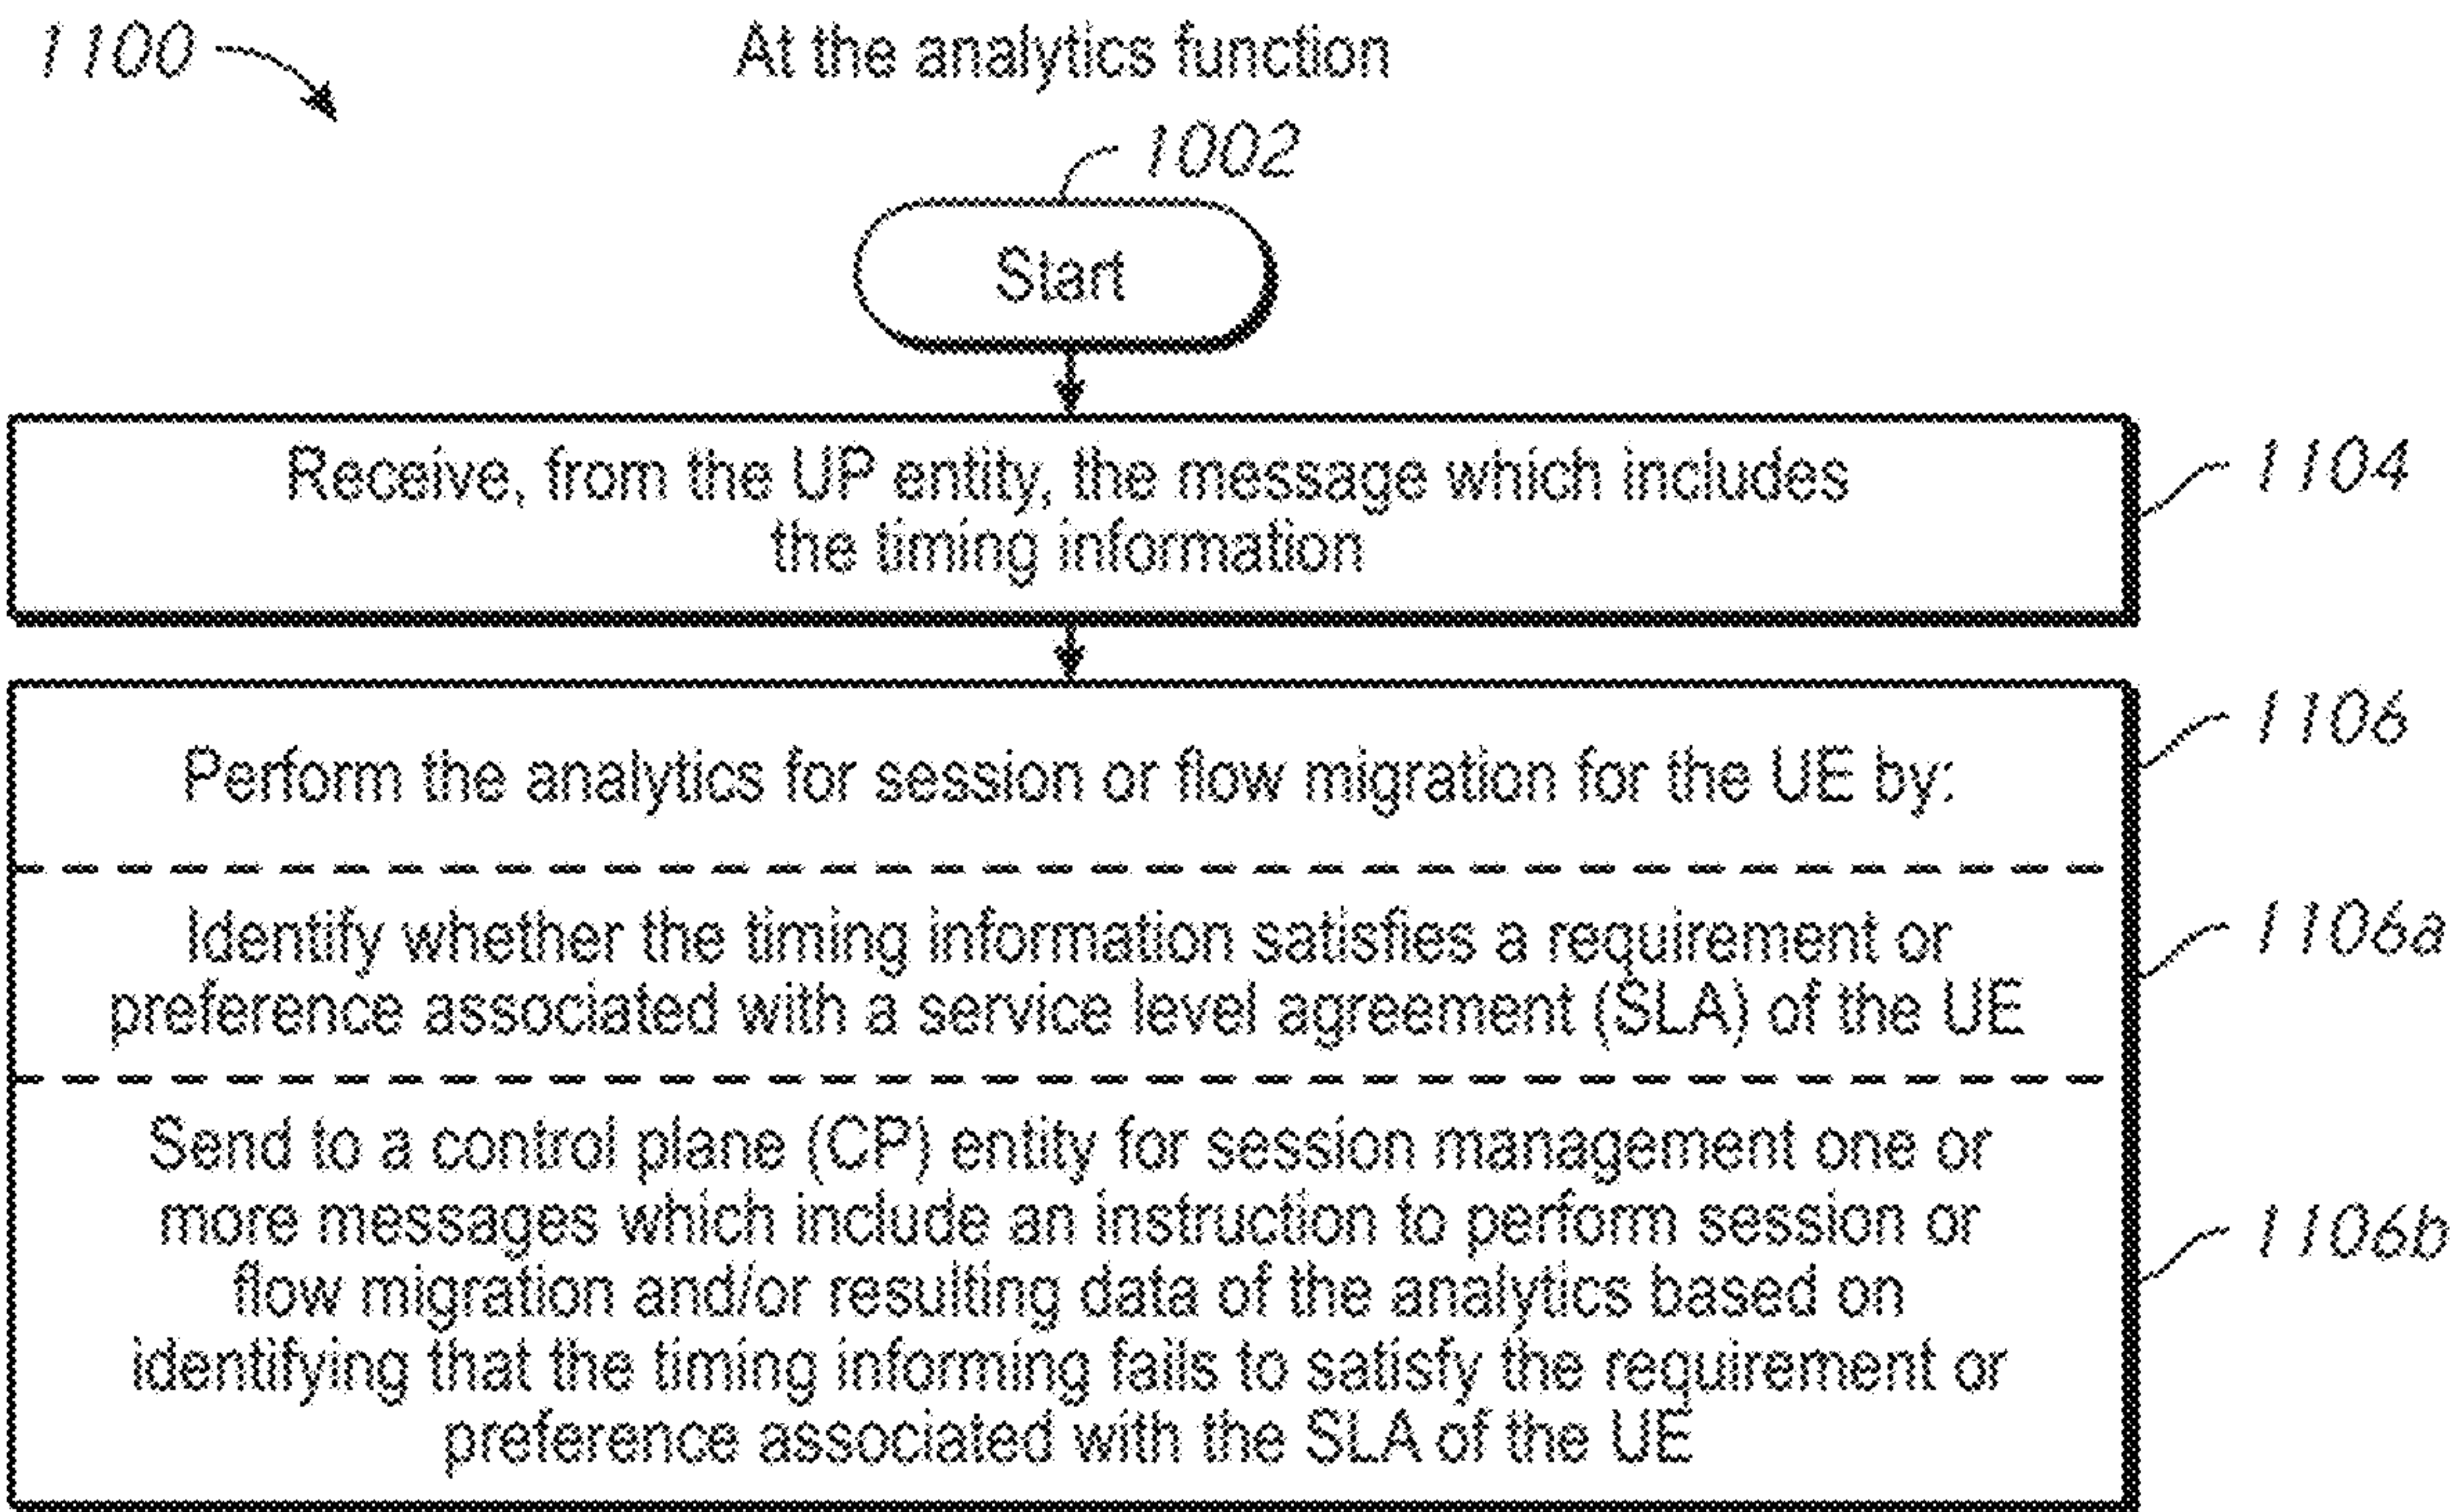 1100
At the analytics function
1002
Start
Receive, from the UP entity, the message which includes
the timing information
1104
Perform the analytics for session or flow migration for the UE by:
1106
Identify whether the timing information satisfies a requirement or
preference associated with a service level agreement (SLA) of the UE
1106a
Send to a control plane (CP) entity for session management one or
more messages which include an instruction to perform session or
flow migration and/or resulting data of the analytics based on
identifying that the timing informing fails to satisfy the requirement or
preference associated with the SLA of the UE
1106b